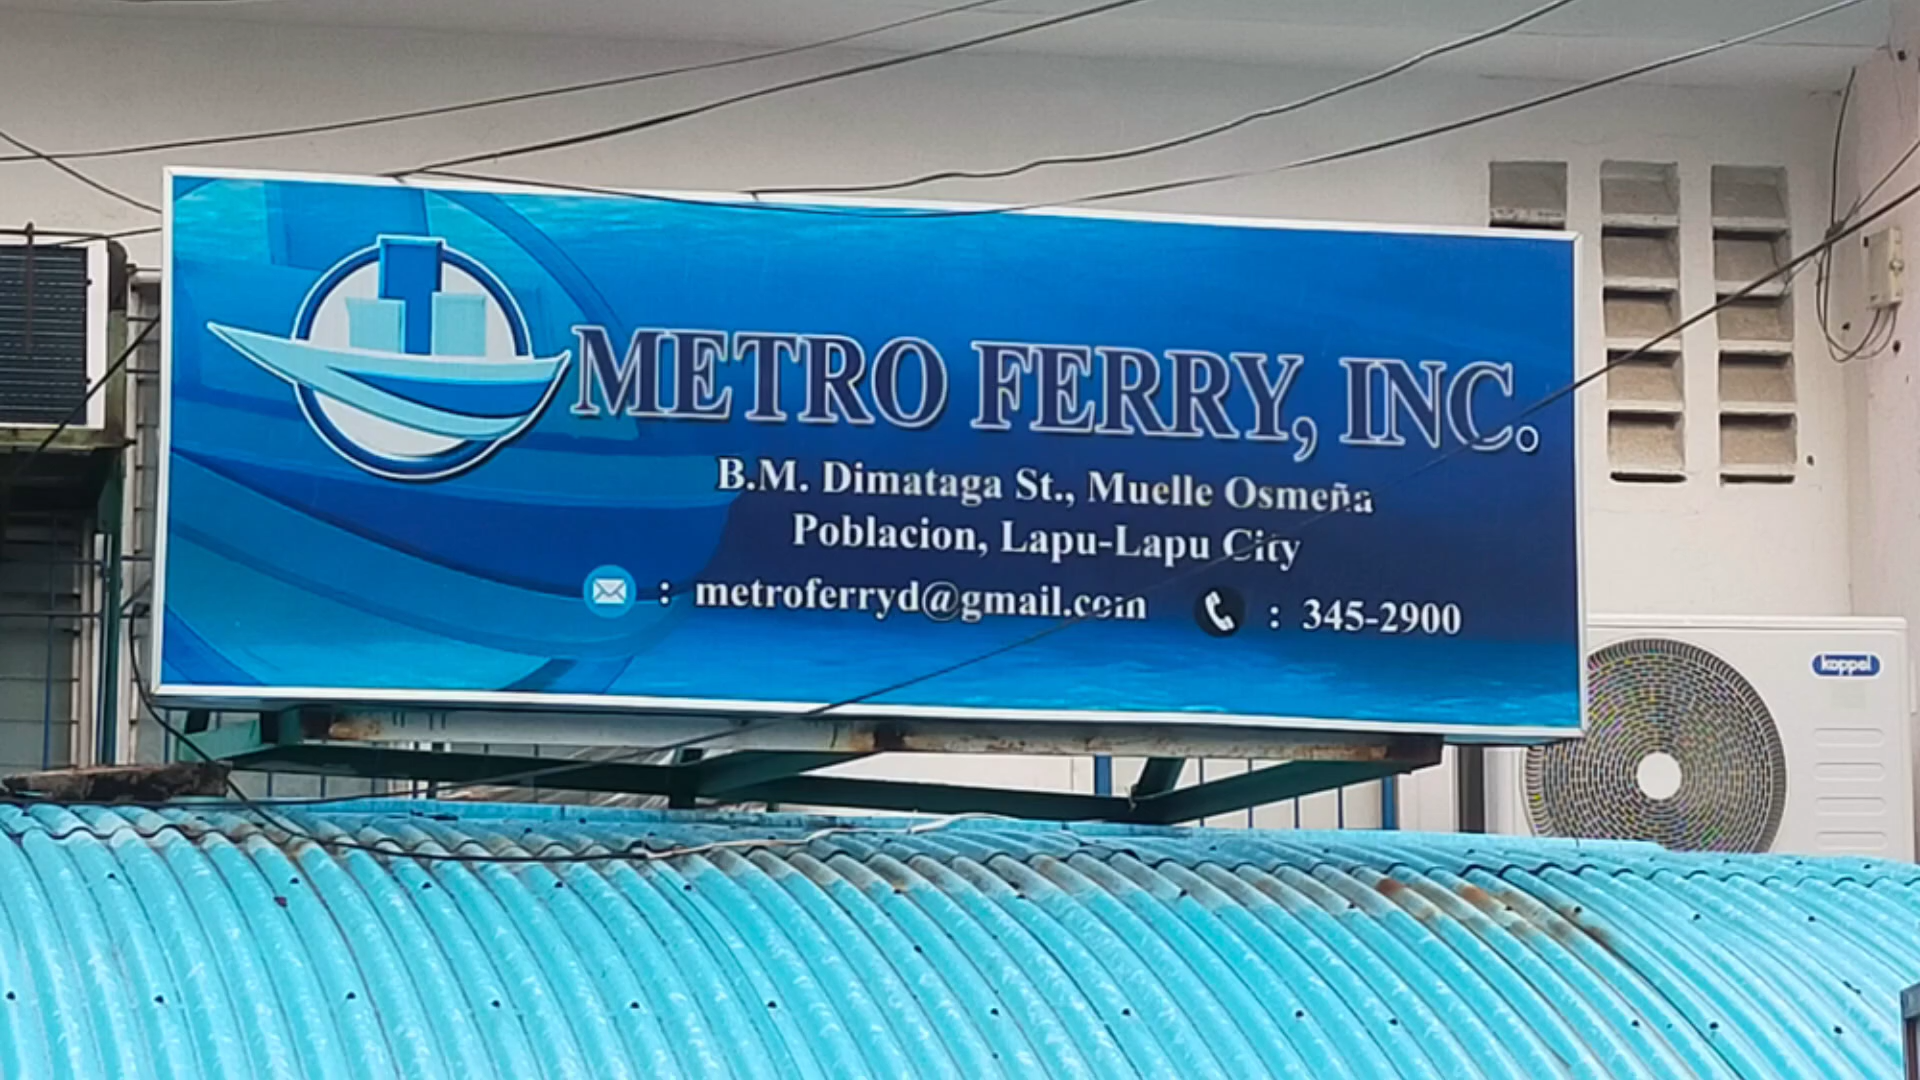 METRO FERRY, INC.
B.M. Dimataga St., Muelle Osmeña
Poblacion, Lapu-Lapu City
: metroferryd@gmail.com : 345-2900
koppel